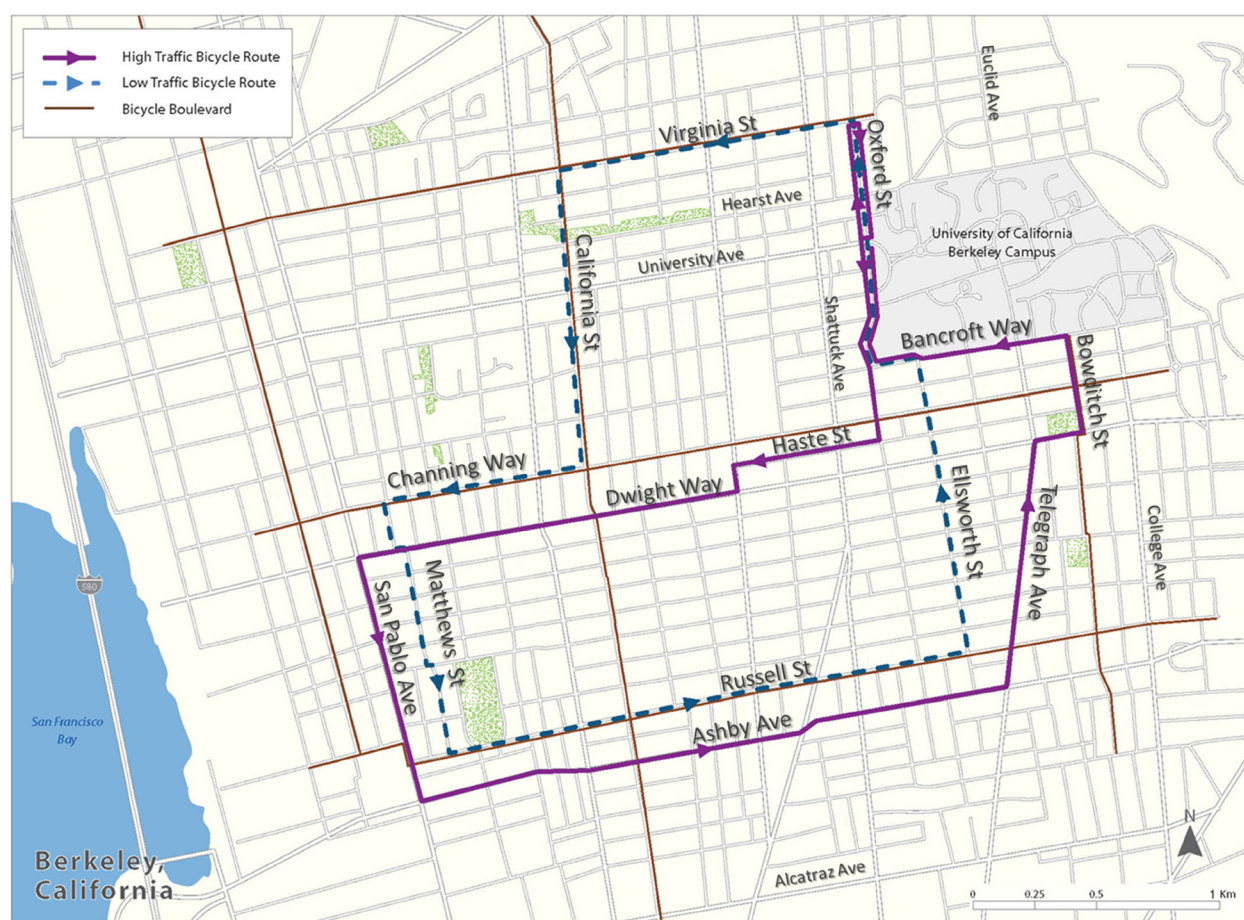 High Traffic Bicycle Route
Low Traffic Bicycle Route
Bicycle Boulevard
Euclid Ave
Virginia St
Oxford St
Hearst Ave
University of California
Berkeley Campus
University Ave
California St
Shattuck Ave
Bancroft Way
Bowditch St
Haste St
Channing Way
Dwight Way
Ellsworth St
Telegraph Ave
College Ave
580
Matthews St
San Pablo Ave
Russell St
Ashby Ave
San Francisco
Bay
Berkeley,
California
Alcatraz Ave
N
0 0.25 0.5 1 Km